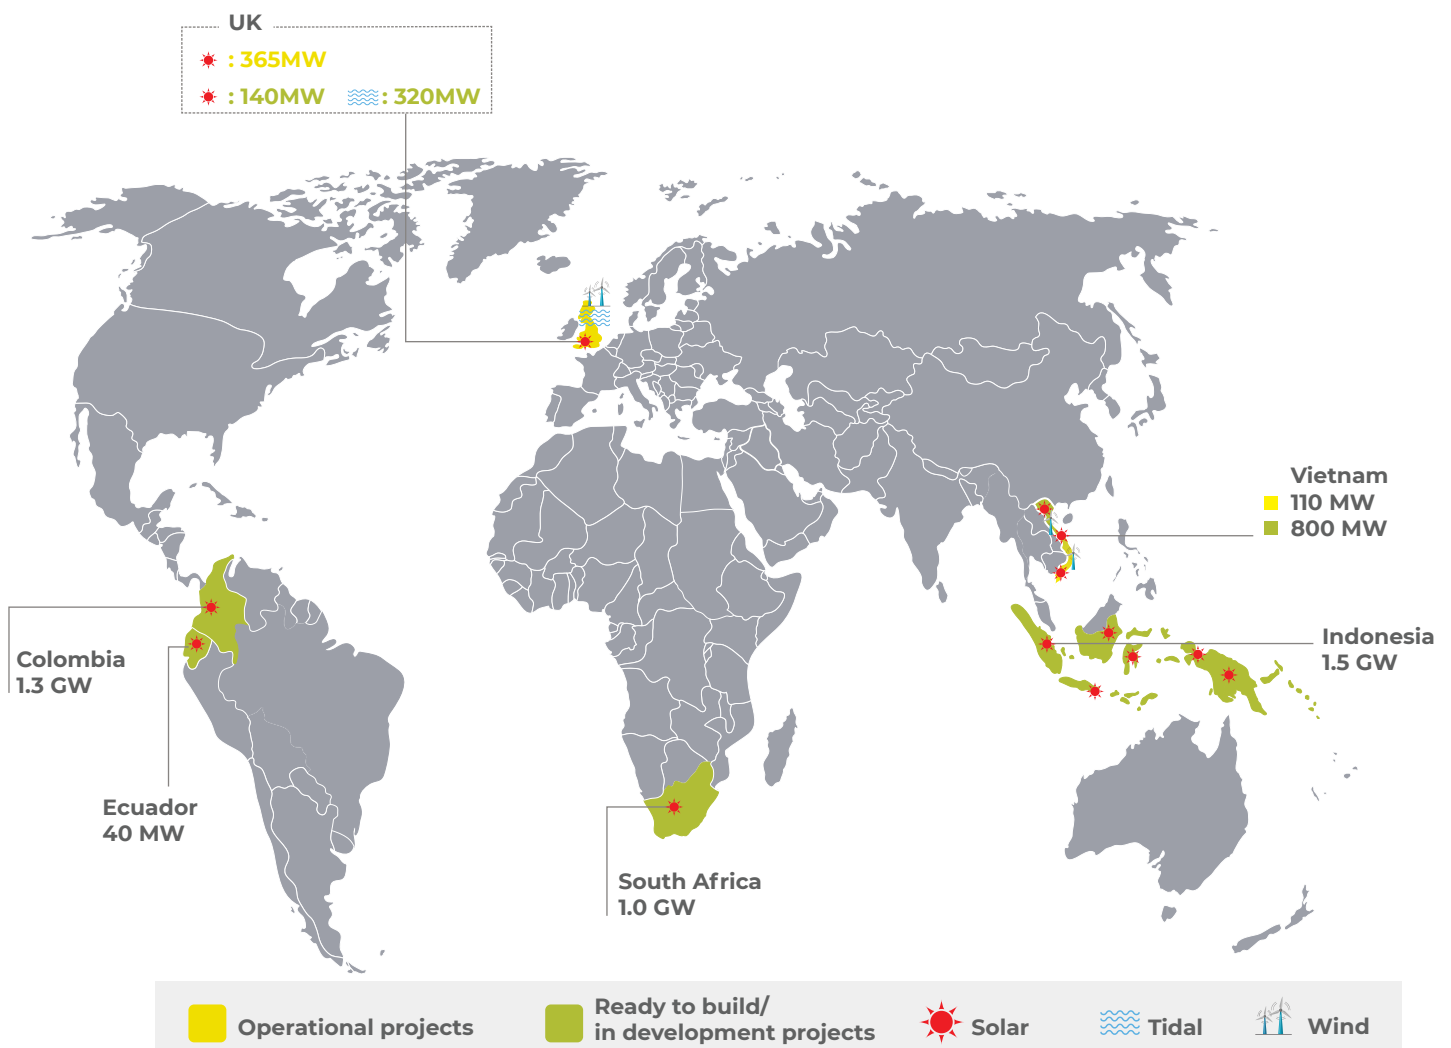 UK
: 365MW
: 140MW : 320MW
Vietnam
110 MW
800 MW
Indonesia
1.5 GW
Colombia
1.3 GW
Ecuador
40 MW
South Africa
1.0 GW
Operational projects
Ready to build/
in development projects
Solar
Tidal
Wind